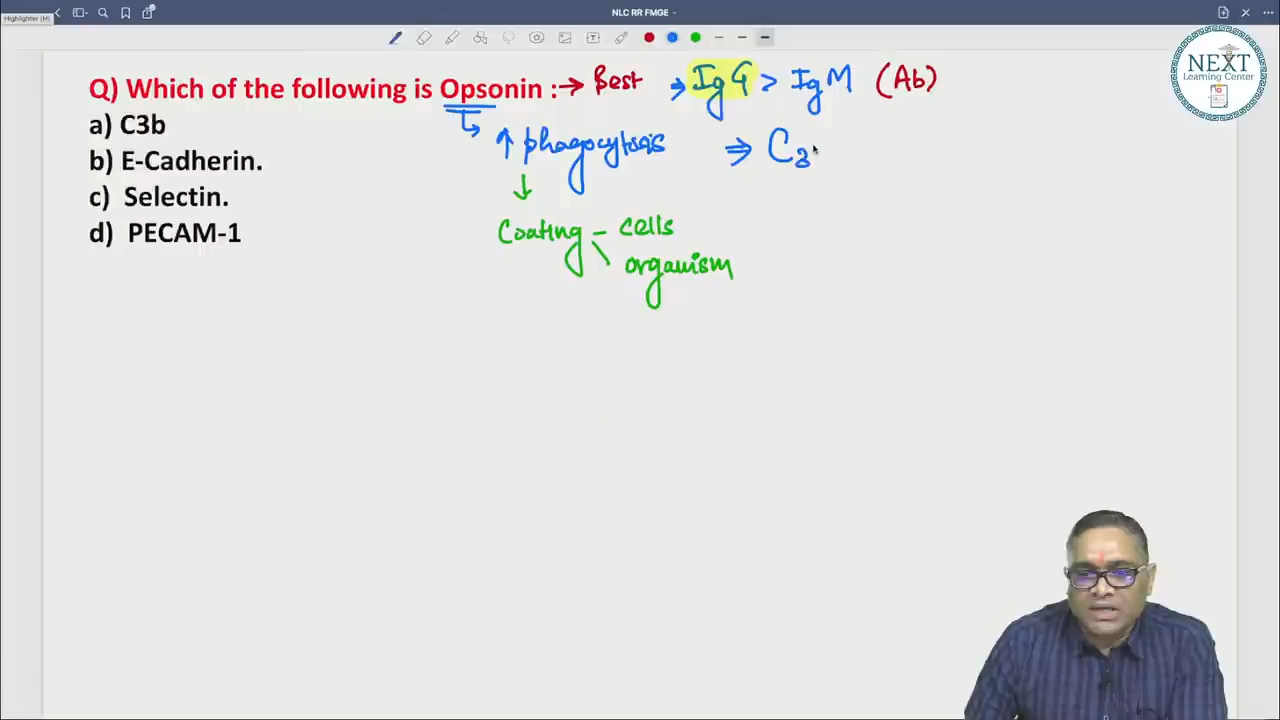 Highlighter (H)
NLC RR FMGE
Q) Which of the following is Opsonin : → Best → IgG > IgM (Ab)
a) C3b
↑ phagocytosis ⇒ C3
b) E-Cadherin.
c) Selectin.
Coating - cells
d) PECAM-1
organism
NEXT
Learning Center